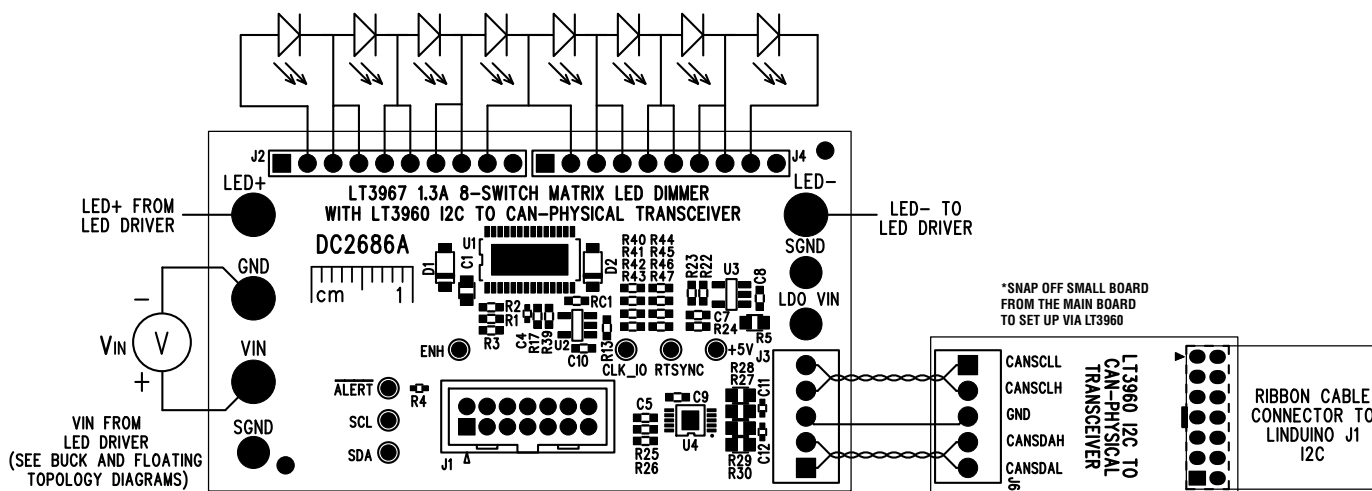 J2
J4
LED+
LED-
LT3967 1.3A 8-SWITCH MATRIX LED DIMMER
WITH LT3960 I2C TO CAN-PHYSICAL TRANSCEIVER
LED+ FROM
LED DRIVER
LED- TO
LED DRIVER
DC2686A
cm 1
GND
SGND
LDO VIN
D1
C1
U1
D2
R40
R41
R42
R43
R44
R45
R46
R47
R23
R22
U3
C8
R2
R1
R3
C4
R17
R39
RC1
U2
C10
R13
C7
R24
R5
ENH
CLK_IO
RTSYNC
+5V
J3
−
VIN
V
+
VIN
VIN FROM
LED DRIVER
(SEE BUCK AND FLOATING
TOPOLOGY DIAGRAMS)
SGND
ALERT
R4
SCL
SDA
J1
C5
R25
R26
C9
U4
R28
R27
C11
C12
R29
R30
*SNAP OFF SMALL BOARD
FROM THE MAIN BOARD
TO SET UP VIA LT3960
CANSCLL
CANSCLH
GND
CANSDAH
CANSDAL
J6
LT3960 I2C TO
CAN-PHYSICAL
TRANSCEIVER
RIBBON CABLE
CONNECTOR TO
LINDUINO J1
I2C